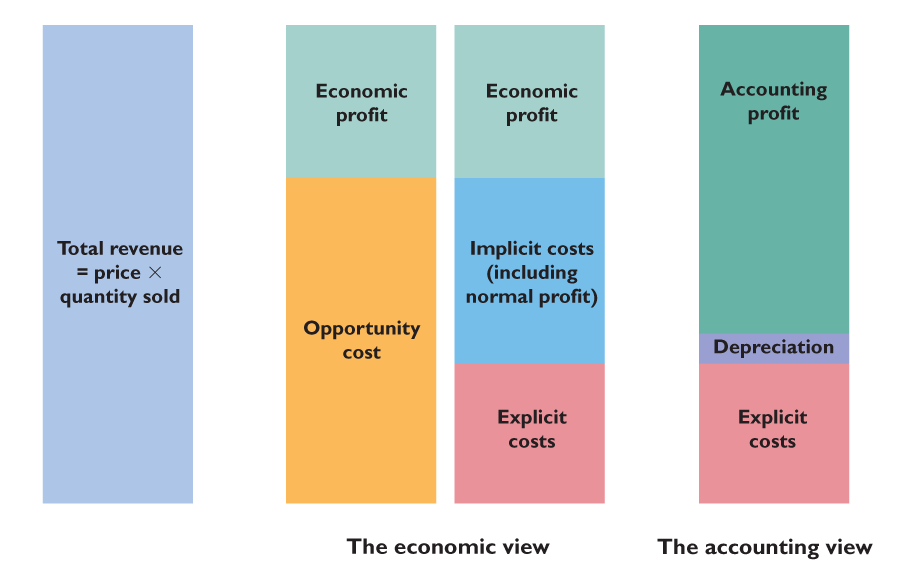 Total revenue
= price ×
quantity sold
Economic
profit
Opportunity
cost
Economic
profit
Implicit costs
(including
normal profit)
Explicit
costs
Accounting
profit
Depreciation
Explicit
costs
The economic view
The accounting view